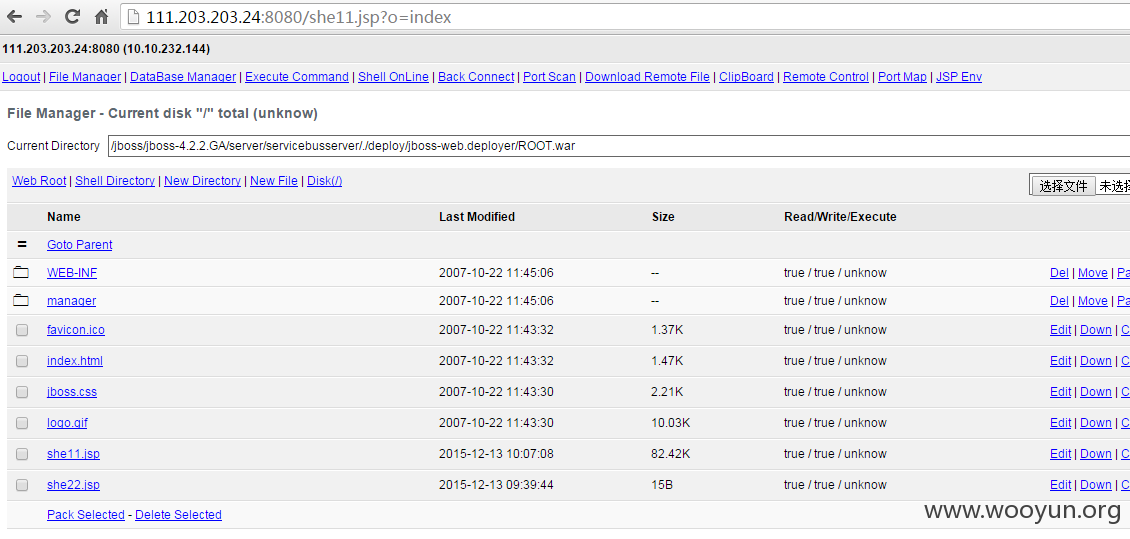 111.203.203.24:8080/she11.jsp?o=index
111.203.203.24:8080 (10.10.232.144)
Logout | File Manager | DataBase Manager | Execute Command | Shell OnLine | Back Connect | Port Scan | Download Remote File | ClipBoard | Remote Control | Port Map | JSP Env
File Manager - Current disk "/" total (unknow)
Current Directory /jboss/jboss-4.2.2.GA/server/servicebusserver/./deploy/jboss-web.deployer/ROOT.war
Web Root | Shell Directory | New Directory | New File | Disk(/) 选择文件 未选择
Name Last Modified Size Read/Write/Execute
= Goto Parent
WEB-INF 2007-10-22 11:45:06 -- true / true / unknow Del | Move | Pa
manager 2007-10-22 11:45:06 -- true / true / unknow Del | Move | Pa
favicon.ico 2007-10-22 11:43:32 1.37K true / true / unknow Edit | Down | C
index.html 2007-10-22 11:43:32 1.47K true / true / unknow Edit | Down | C
jboss.css 2007-10-22 11:43:30 2.21K true / true / unknow Edit | Down | C
logo.gif 2007-10-22 11:43:30 10.03K true / true / unknow Edit | Down | C
she11.jsp 2015-12-13 10:07:08 82.42K true / true / unknow Edit | Down | C
she22.jsp 2015-12-13 09:39:44 15B true / true / unknow Edit | Down | C
Pack Selected - Delete Selected
www.wooyun.org